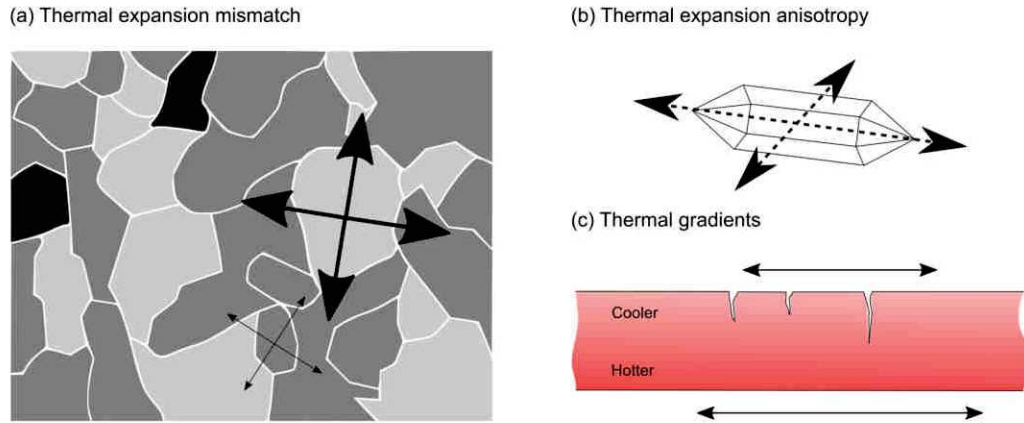 (a) Thermal expansion mismatch
(b) Thermal expansion anisotropy
(c) Thermal gradients
Cooler
Hotter